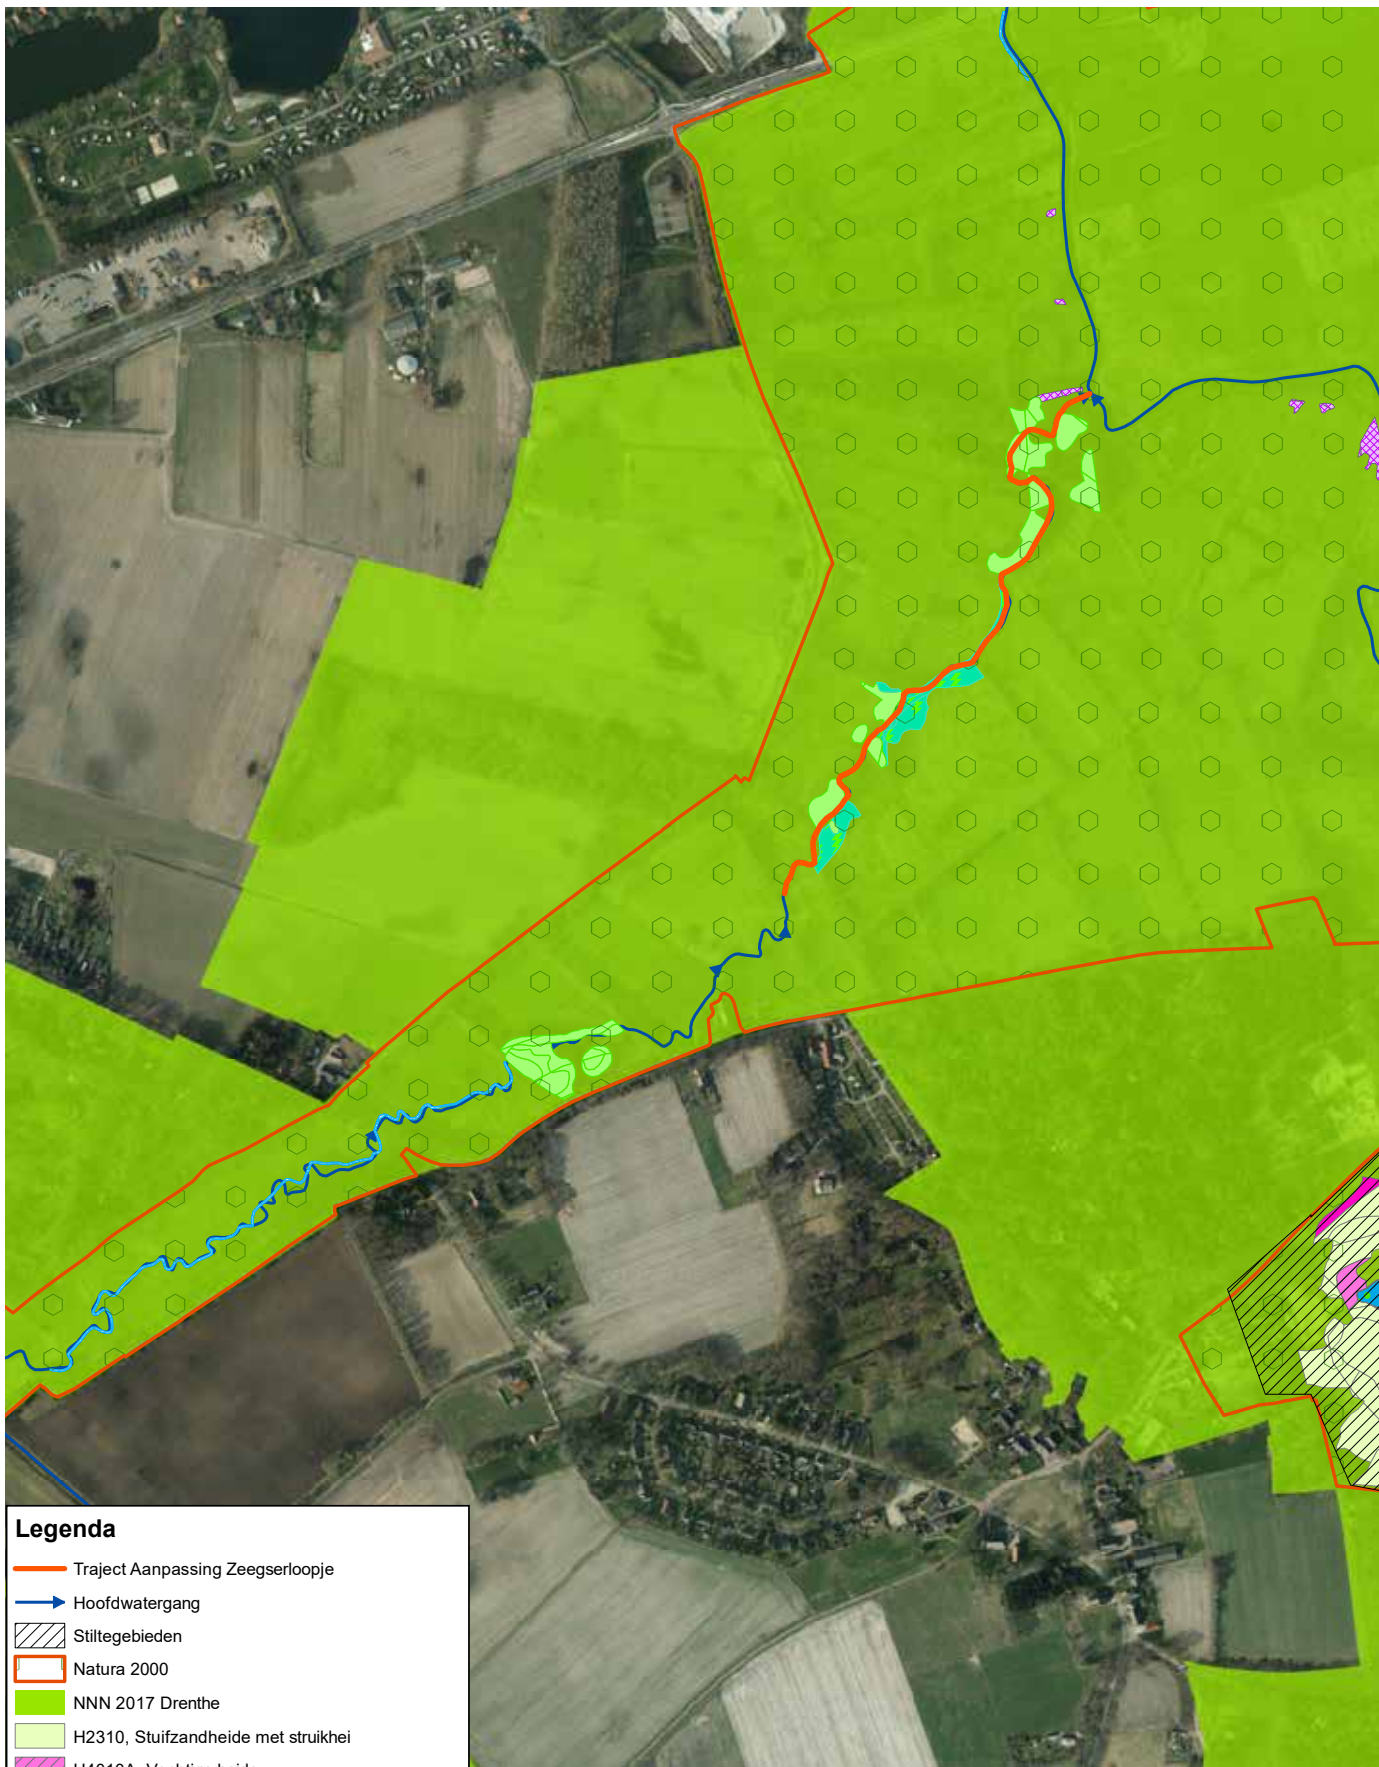 Legenda
Traject Aanpassing Zeegserloopje
Hoofdwatergang
Stiltegebieden
Natura 2000
NNN 2017 Drenthe
H2310, Stuifzandheide met struikhei